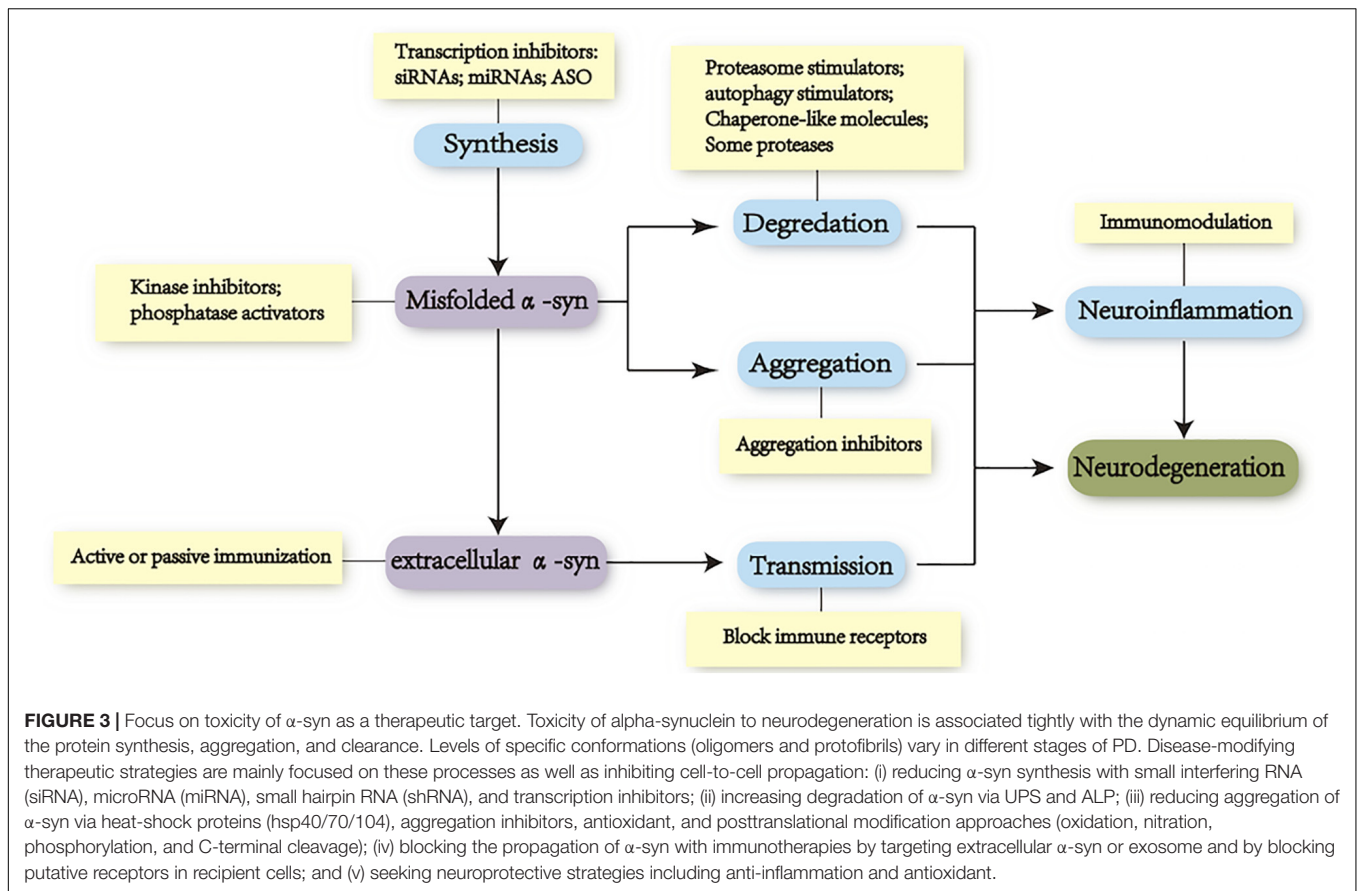 Transcription inhibitors:
siRNAs; miRNAs; ASO
Synthesis
Proteasome stimulators;
autophagy stimulators;
Chaperone-like molecules;
Some proteases
Degredation
Immunomodulation
Kinase inhibitors;
phosphatase activators
Misfolded α -syn
Neuroinflammation
Aggregation
Aggregation inhibitors
Neurodegeneration
Active or passive immunization
extracellular α -syn
Transmission
Block immune receptors
FIGURE 3 | Focus on toxicity of α-syn as a therapeutic target. Toxicity of alpha-synuclein to neurodegeneration is associated tightly with the dynamic equilibrium of
the protein synthesis, aggregation, and clearance. Levels of specific conformations (oligomers and protofibrils) vary in different stages of PD. Disease-modifying
therapeutic strategies are mainly focused on these processes as well as inhibiting cell-to-cell propagation: (i) reducing α-syn synthesis with small interfering RNA
(siRNA), microRNA (miRNA), small hairpin RNA (shRNA), and transcription inhibitors; (ii) increasing degradation of α-syn via UPS and ALP; (iii) reducing aggregation of
α-syn via heat-shock proteins (hsp40/70/104), aggregation inhibitors, antioxidant, and posttranslational modification approaches (oxidation, nitration,
phosphorylation, and C-terminal cleavage); (iv) blocking the propagation of α-syn with immunotherapies by targeting extracellular α-syn or exosome and by blocking
putative receptors in recipient cells; and (v) seeking neuroprotective strategies including anti-inflammation and antioxidant.